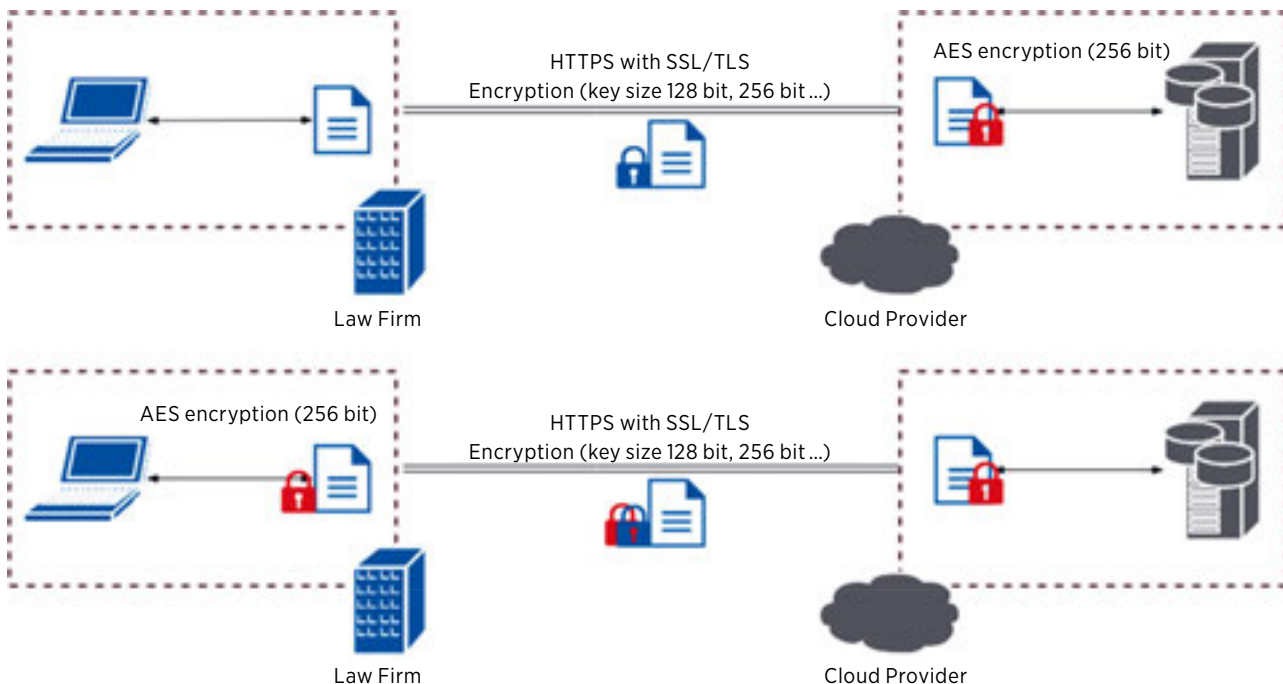 HTTPS with SSL/TLS
Encryption (key size 128 bit, 256 bit ...)
AES encryption (256 bit)
Law Firm
Cloud Provider
AES encryption (256 bit)
HTTPS with SSL/TLS
Encryption (key size 128 bit, 256 bit ...)
Law Firm
Cloud Provider